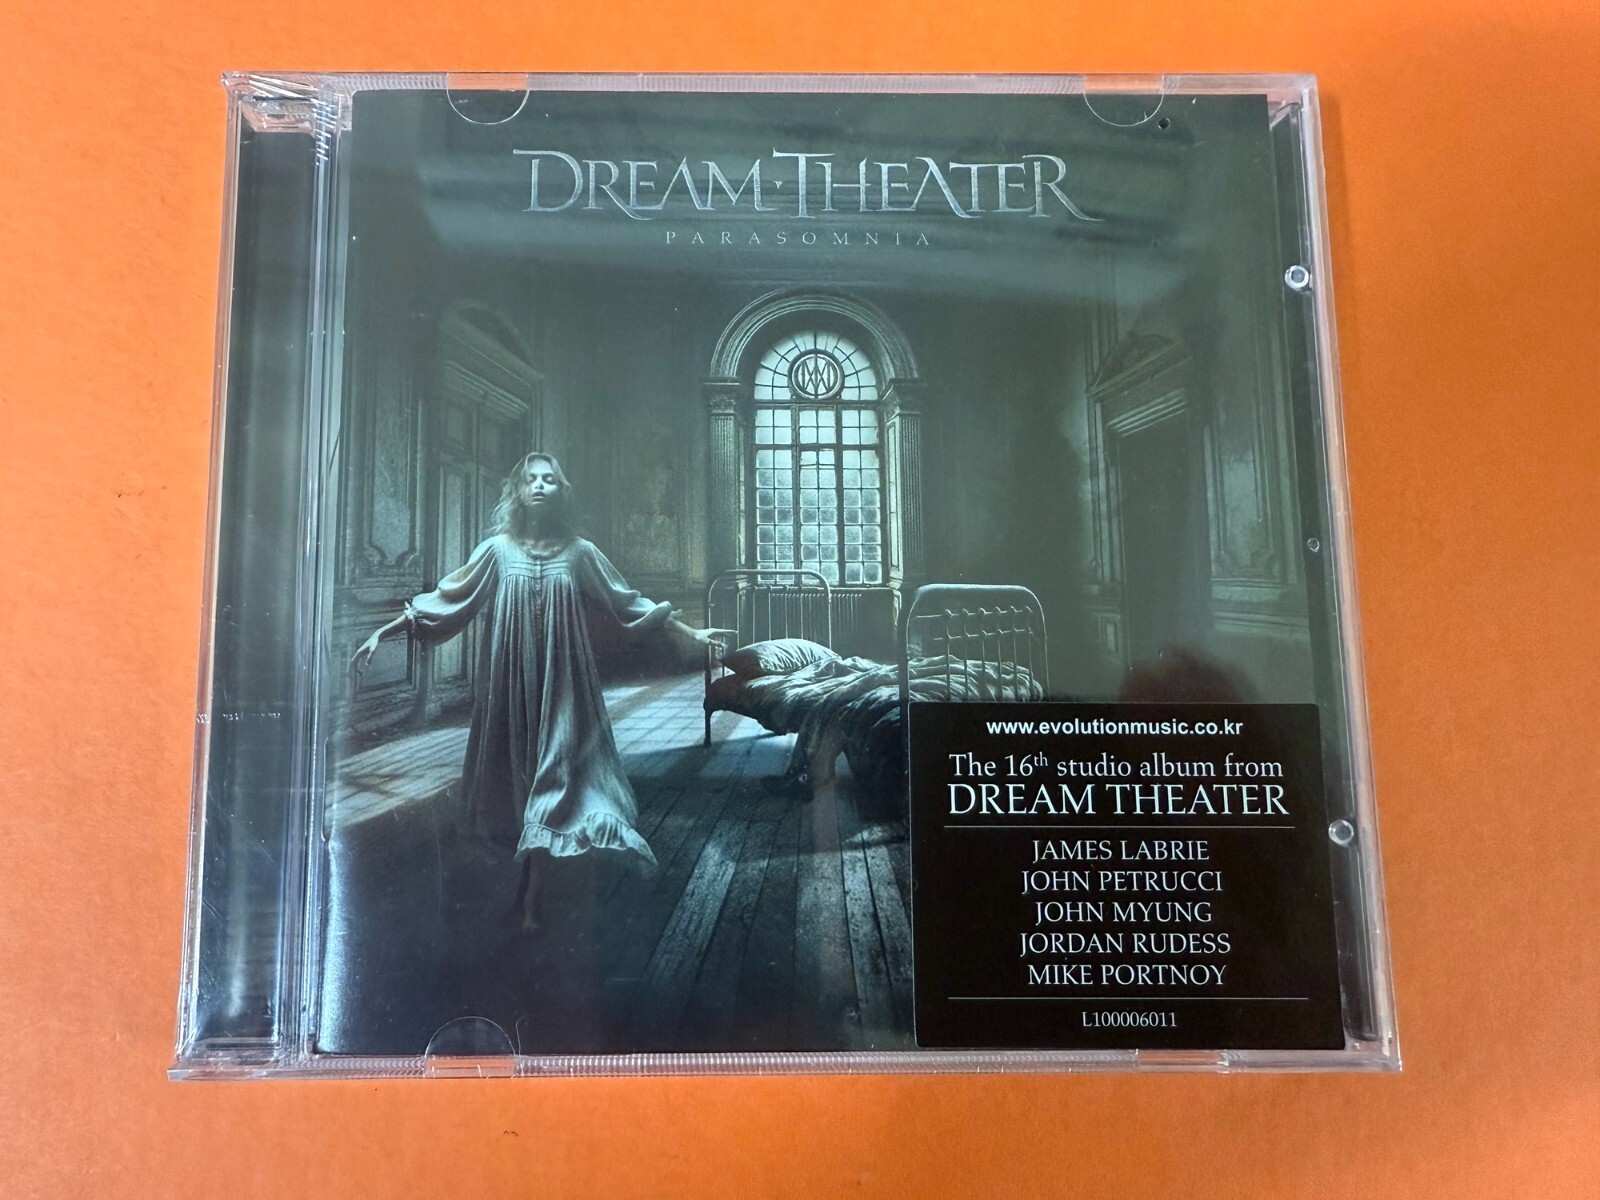 DREAM THEATER
PARASOMNIA
www.evolutionmusic.co.kr
The 16th studio album from
DREAM THEATER
JAMES LABRIE
JOHN PETRUCCI
JOHN MYUNG
JORDAN RUDESS
MIKE PORTNOY
L100006011